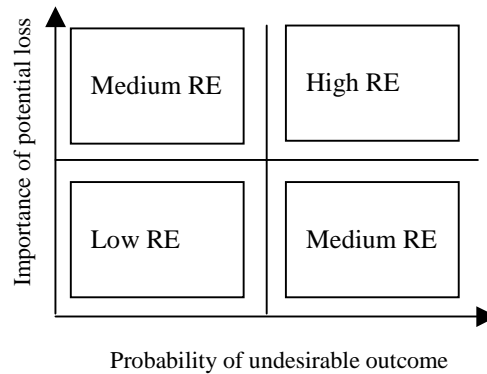 Importance of potential loss
Medium RE
High RE
Low RE
Medium RE
Probability of undesirable outcome